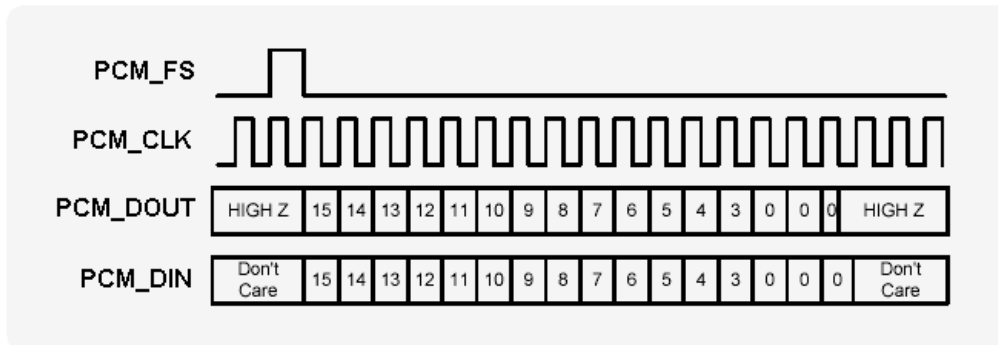 PCM_FS
PCM_CLK
PCM_DOUT HIGH Z 15 14 13 12 11 10 9 8 7 6 5 4 3 0 0 0 HIGH Z
PCM_DIN Don't Care 15 14 13 12 11 10 9 8 7 6 5 4 3 0 0 0 Don't Care